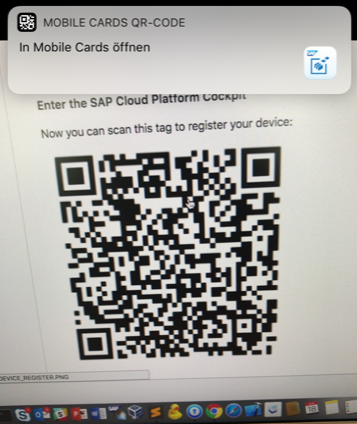 MOBILE CARDS QR-CODE
In Mobile Cards öffnen
SAP
Enter the SAP Cloud Platform Cockpit
Now you can scan this tag to register your device:
DEVICE_REGISTER.PNG
18